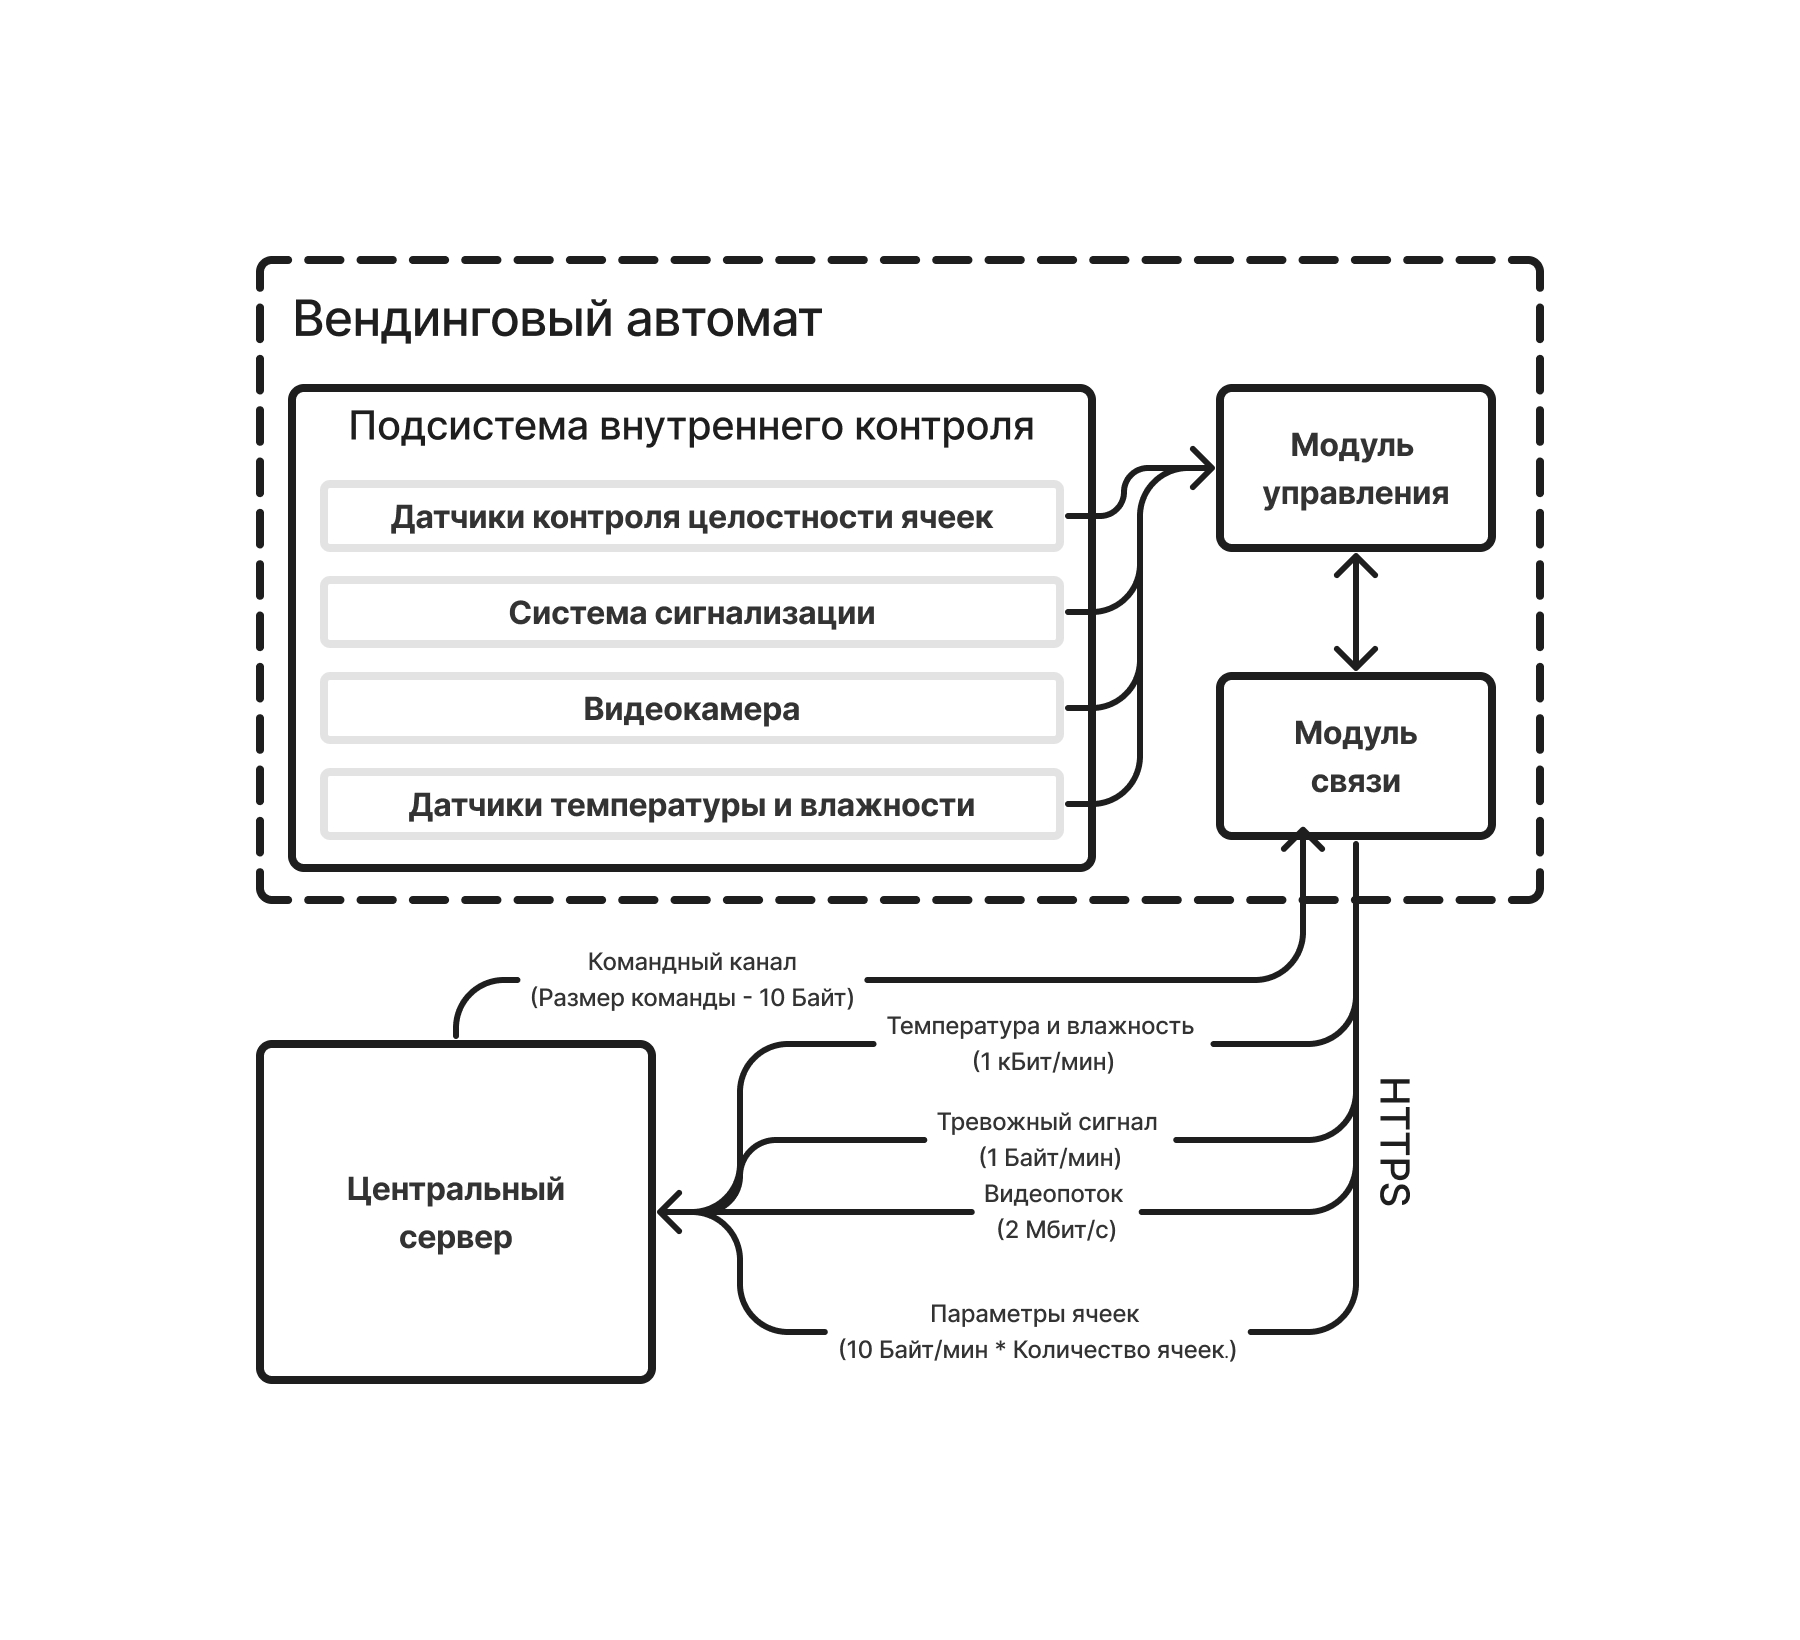 Вендинговый автомат
Подсистема внутреннего контроля
Датчики контроля целостности ячеек
Система сигнализации
Видеокамера
Датчики температуры и влажности
Модуль
управления
Модуль
связи
Командный канал
(Размер команды - 10 Байт)
Температура и влажность
(1 кБит/мин)
Тревожный сигнал
(1 Байт/мин)
Видеопоток
(2 Мбит/с)
Параметры ячеек
(10 Байт/мин * Количество ячеек.)
HTTPS
Центральный
сервер